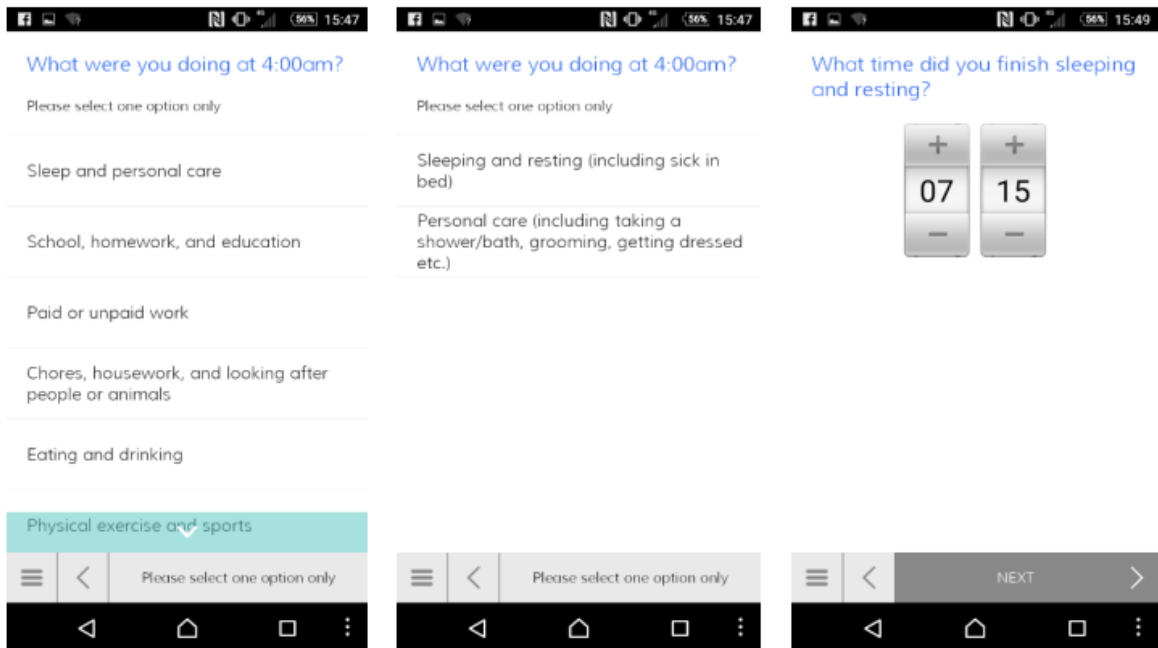 56% 15:47
What were you doing at 4:00am?
Please select one option only
Sleep and personal care
School, homework, and education
Paid or unpaid work
Chores, housework, and looking after
people or animals
Eating and drinking
Physical exercise and sports
Please select one option only
56% 15:47
What were you doing at 4:00am?
Please select one option only
Sleeping and resting (including sick in
bed)
Personal care (including taking a
shower/bath, grooming, getting dressed
etc.)
Please select one option only
56% 15:49
What time did you finish sleeping
and resting?
+ +
07 15
− −
NEXT